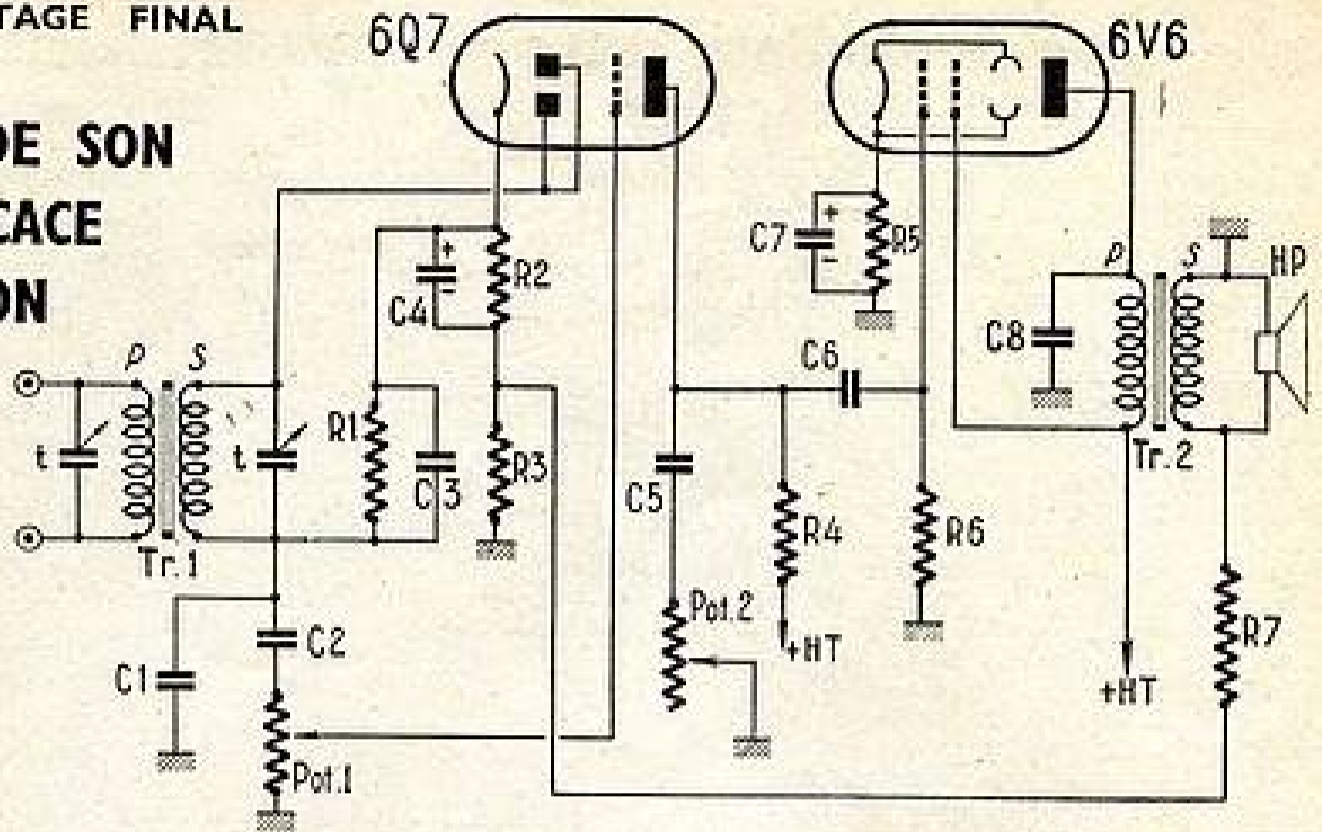 TAGE FINAL
DE SON
CACE
ON
6Q7
6V6
C4
R2
C7
R5
P
S
HP
C8
C6
P
S
t
t
R1
C3
R3
C5
R4
R6
Tr.2
Tr.1
Pot.2
+HT
+HT
R7
C1
C2
Pot.1